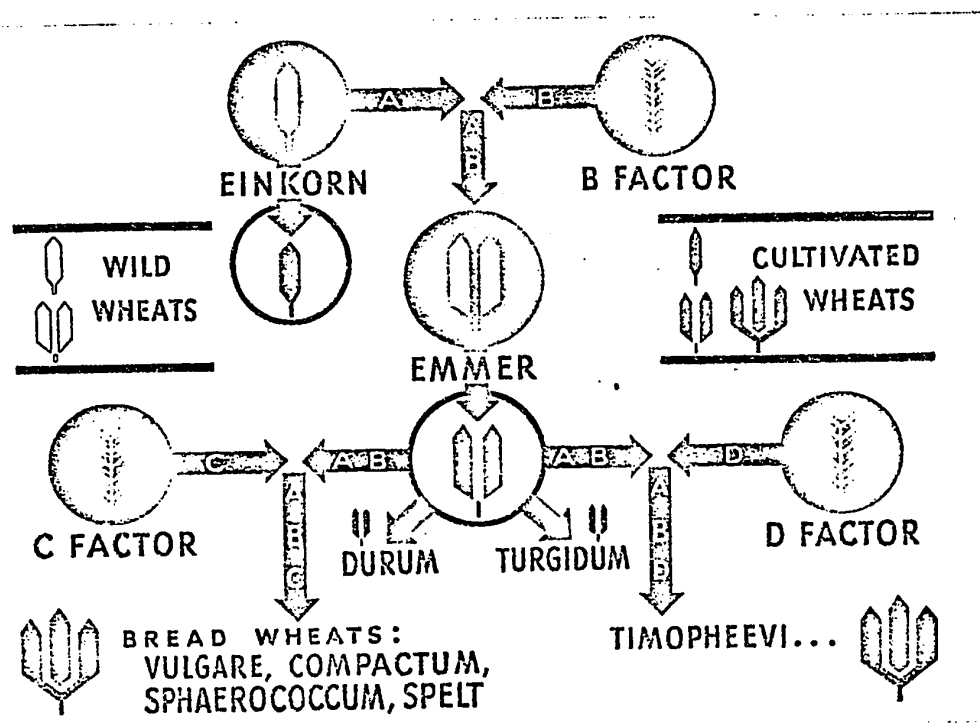 A
B
A
B
EINKORN
B FACTOR
WILD
WHEATS
CULTIVATED
WHEATS
EMMER
C
A B
A B
D
A
B
C
A
B
D
C FACTOR
DURUM
TURGIDUM
D FACTOR
BREAD WHEATS:
VULGARE, COMPACTUM,
SPHAEROCOCCUM, SPELT
TIMOPHEEVI...